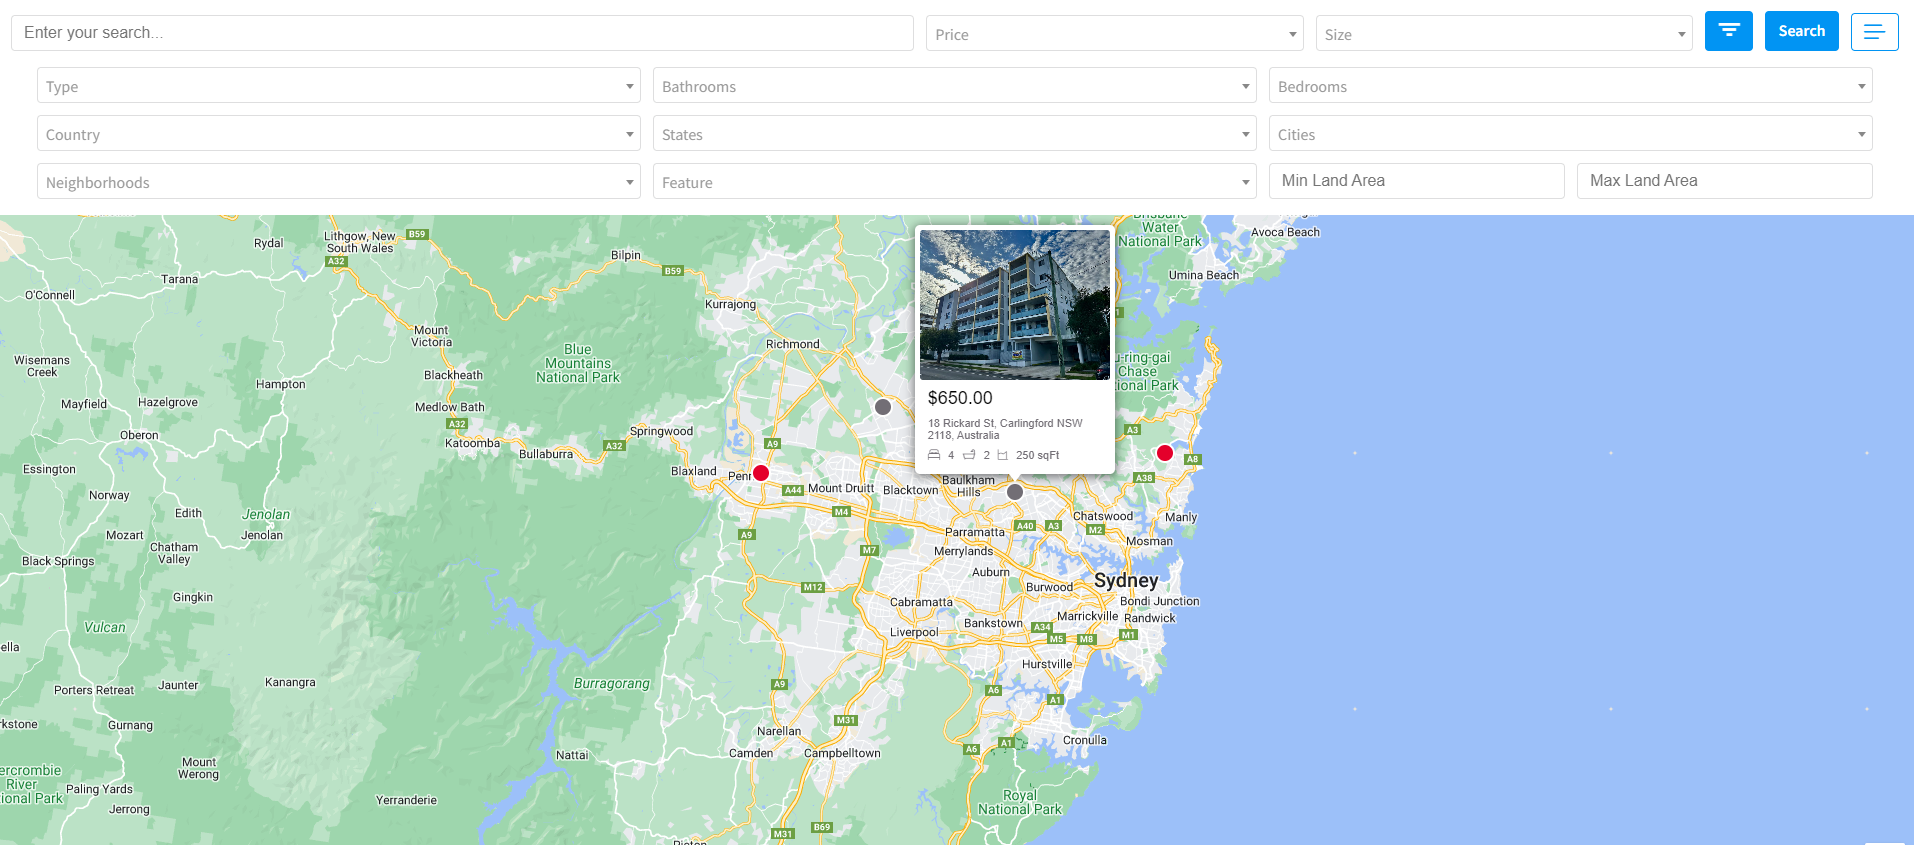 Enter your search...
Price
Size
Search
Type
Bathrooms
Bedrooms
Country
States
Cities
Neighborhoods
Feature
Min Land Area
Max Land Area
Lithgow, New
South Wales
B59
Rydal
A32
Bilpin
B59
Tarana
O'Connell
Kurrajong
Water
National Park
Avoca Beach
Umina Beach
Mount
Victoria
Richmond
Blue
Mountains
National Park
Wisemans
Creek
Hampton
Blackheath
Chase
Mayfield
Hazelgrove
Medlow Bath
A32
Oberon
Katoomba
A32
Springwood
A9
Bullaburra
$650.00
18 Rickard St, Carlingford NSW
2118, Australia
4 2 250 sqFt
A3
A8
A38
Essington
Blaxland
Penr
Baulkham
Hills
Norway
A44
Mount Druitt
Blacktown
Edith
Jenolan
M4
Chatswood
Manly
Mozart
Jenolan
A9
A40
A3
M2
Parramatta
Mosman
Chatham
Valley
M7
Merrylands
Black Springs
Auburn
Sydney
Gingkin
M12
Burwood
Cabramatta
Bondi Junction
Vulcan
Bankstown
Marrickville
Randwick
A34
Liverpool
M5
M8
M1
ella
Hurstville
Porters Retreat
Jaunter
Kanangra
Burragorang
A9
A6
A1
rkstone
Gurnang
M31
Narellan
Cronulla
Mount
Werong
Nattai
Camden
Campbelltown
A6
A1
ercrombie
River
ional Park
Paling Yards
Jerrong
Yerranderie
Royal
National Park
M31
B69